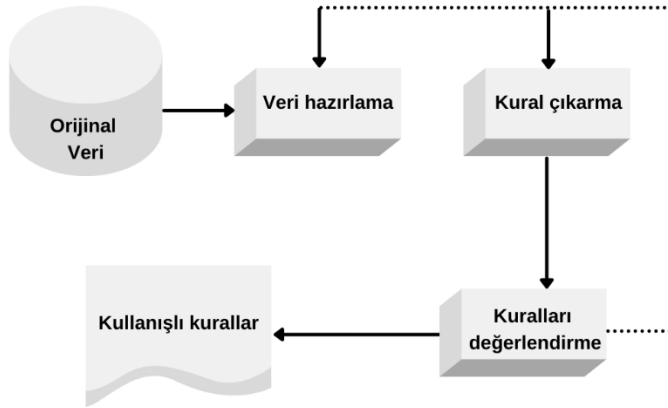 Orijinal
Veri
Veri hazırlama
Kural çıkarma
Kullanışlı kurallar
Kuralları
değerlendirme